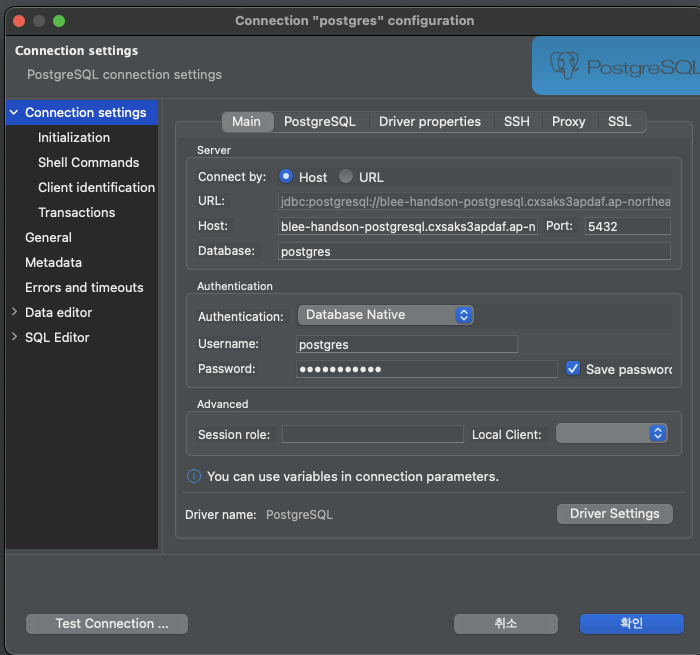 Connection "postgres" configuration
Connection settings
PostgreSQL connection settings
PostgreSQL
Connection settings
Initialization
Shell Commands
Client identification
Transactions
General
Metadata
Errors and timeouts
Data editor
SQL Editor
Main PostgreSQL Driver properties SSH Proxy SSL
Server
Connect by: Host URL
URL: jdbc:postgresql://blee-handson-postgresql.cxsaks3apdaf.ap-northea
Host: blee-handson-postgresql.cxsaks3apdaf.ap-n Port: 5432
Database: postgres
Authentication
Authentication: Database Native
Username: postgres
Password: ••••••••••• Save password
Advanced
Session role: Local Client:
You can use variables in connection parameters.
Driver name: PostgreSQL Driver Settings
Test Connection ... 취소 확인